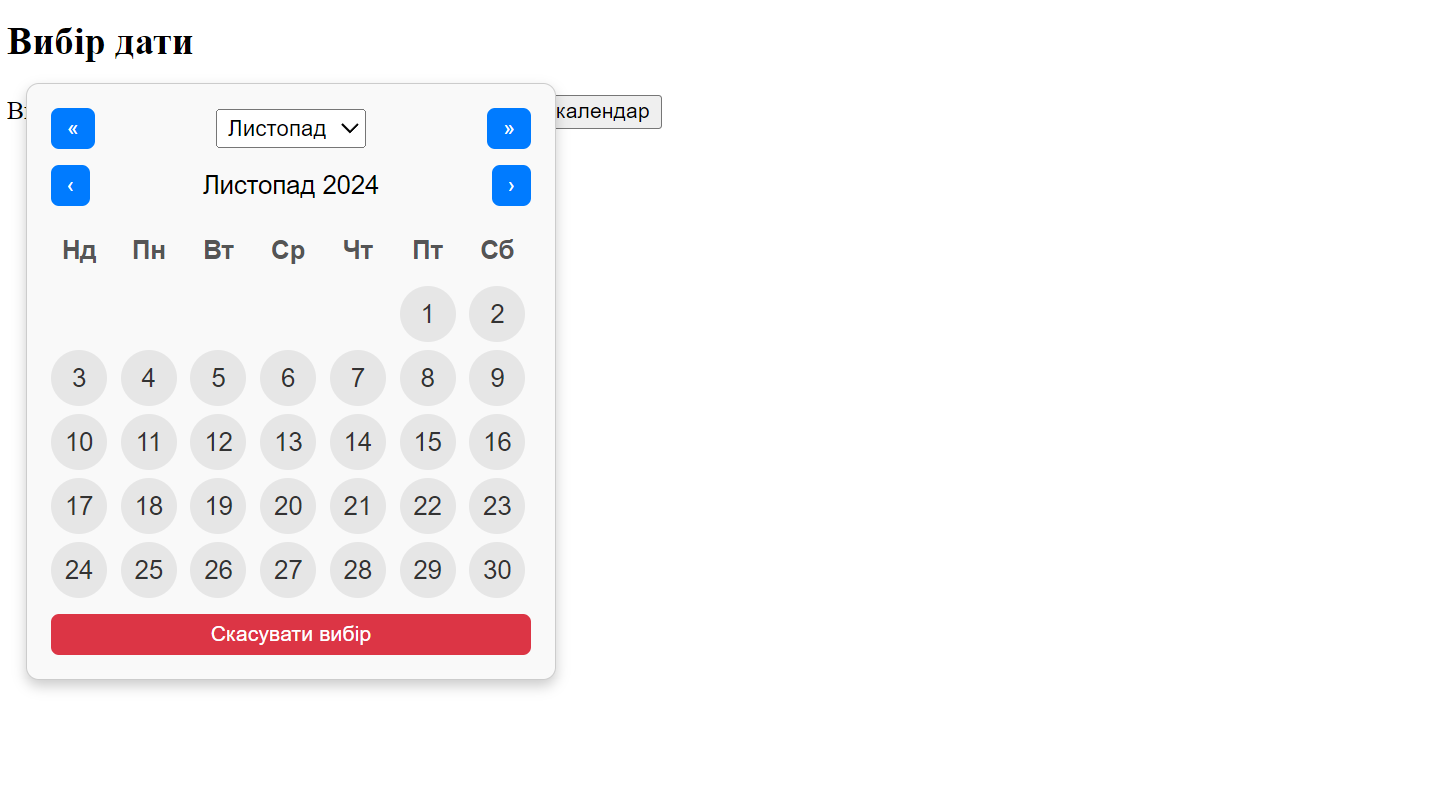 Вибір дати
календар
« Листопад »
‹ Листопад 2024 ›
Нд Пн Вт Ср Чт Пт Сб
1 2
3 4 5 6 7 8 9
10 11 12 13 14 15 16
17 18 19 20 21 22 23
24 25 26 27 28 29 30
Скасувати вибір